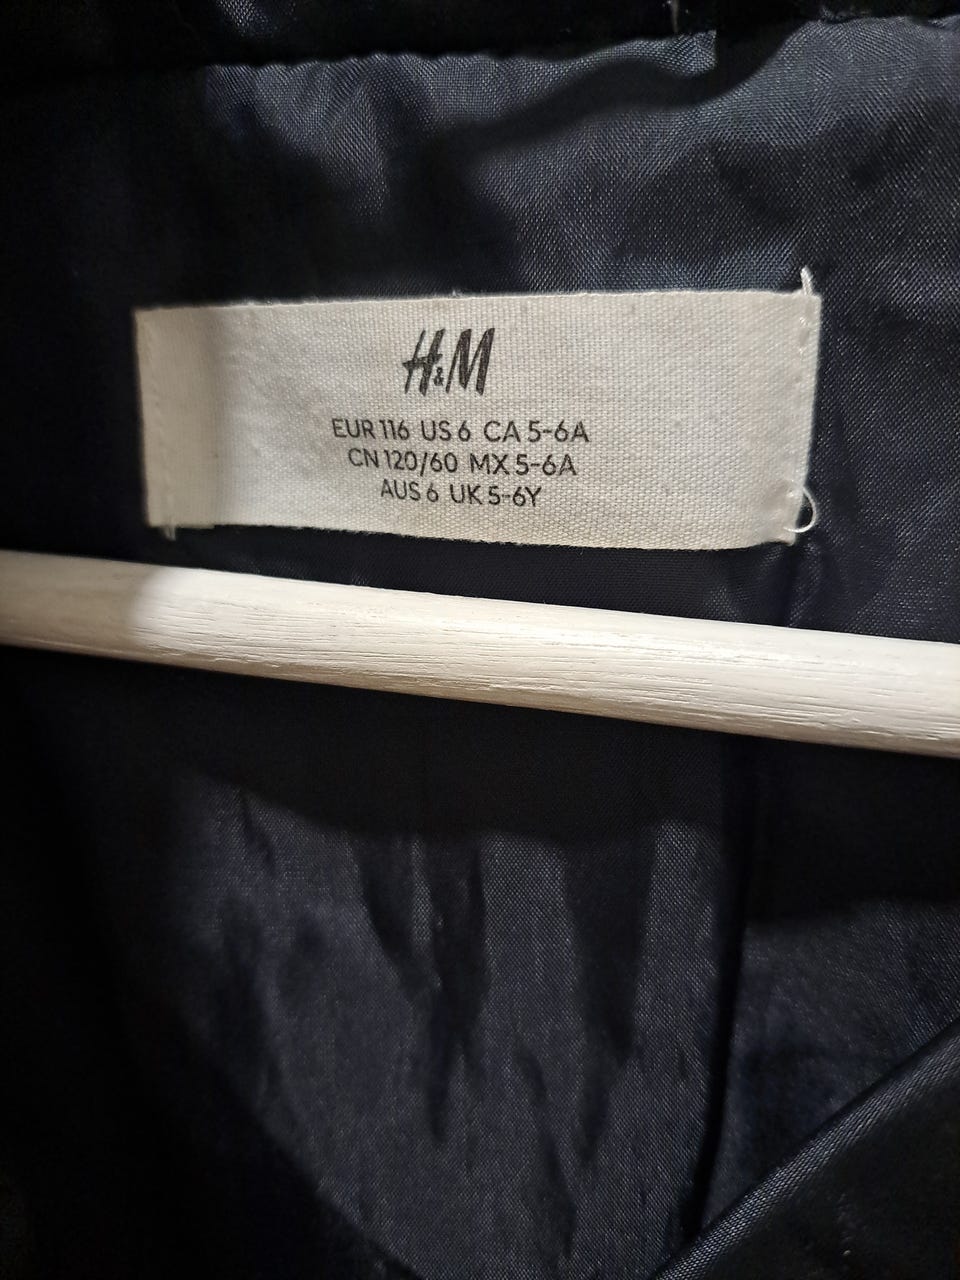 H&M
EUR 116 US 6 CA 5-6A
CN 120/60 MX 5-6A
AUS 6 UK 5-6Y